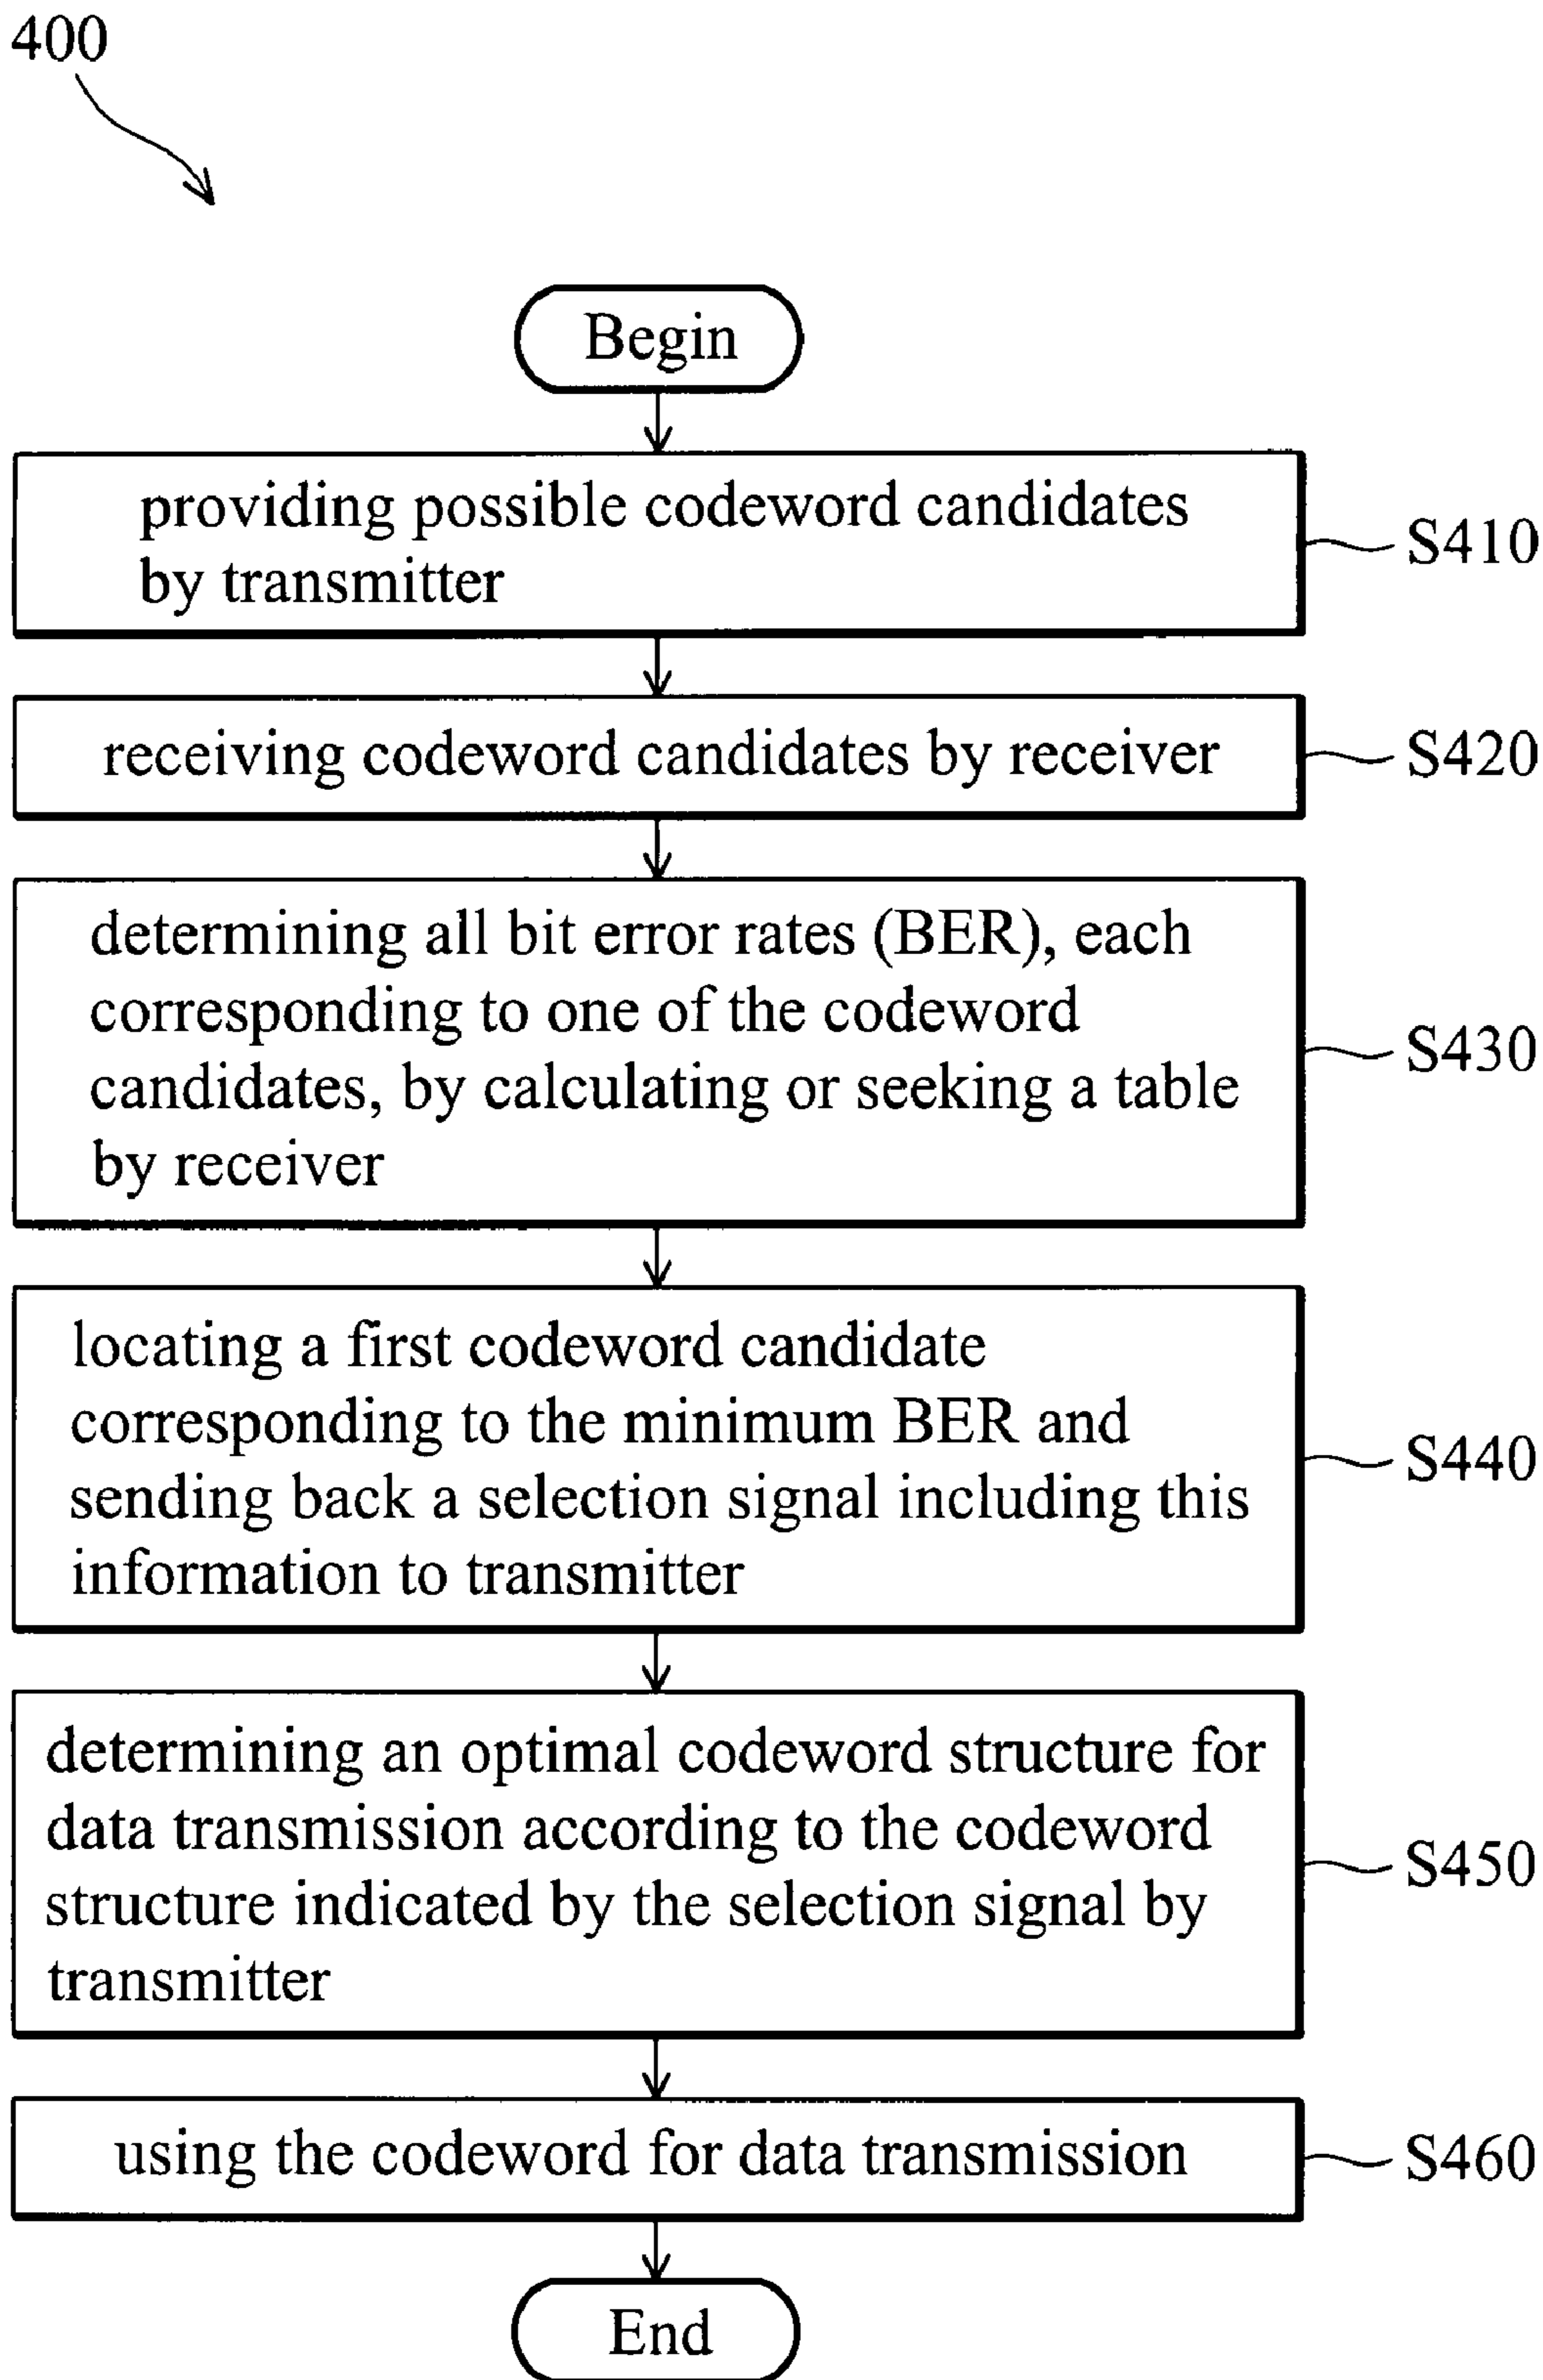 400
Begin
providing possible codeword candidates
by transmitter
S410
receiving codeword candidates by receiver
S420
determining all bit error rates (BER), each
corresponding to one of the codeword
candidates, by calculating or seeking a table
by receiver
S430
locating a first codeword candidate
corresponding to the minimum BER and
sending back a selection signal including this
information to transmitter
S440
determining an optimal codeword structure for
data transmission according to the codeword
structure indicated by the selection signal by
transmitter
S450
using the codeword for data transmission
S460
End